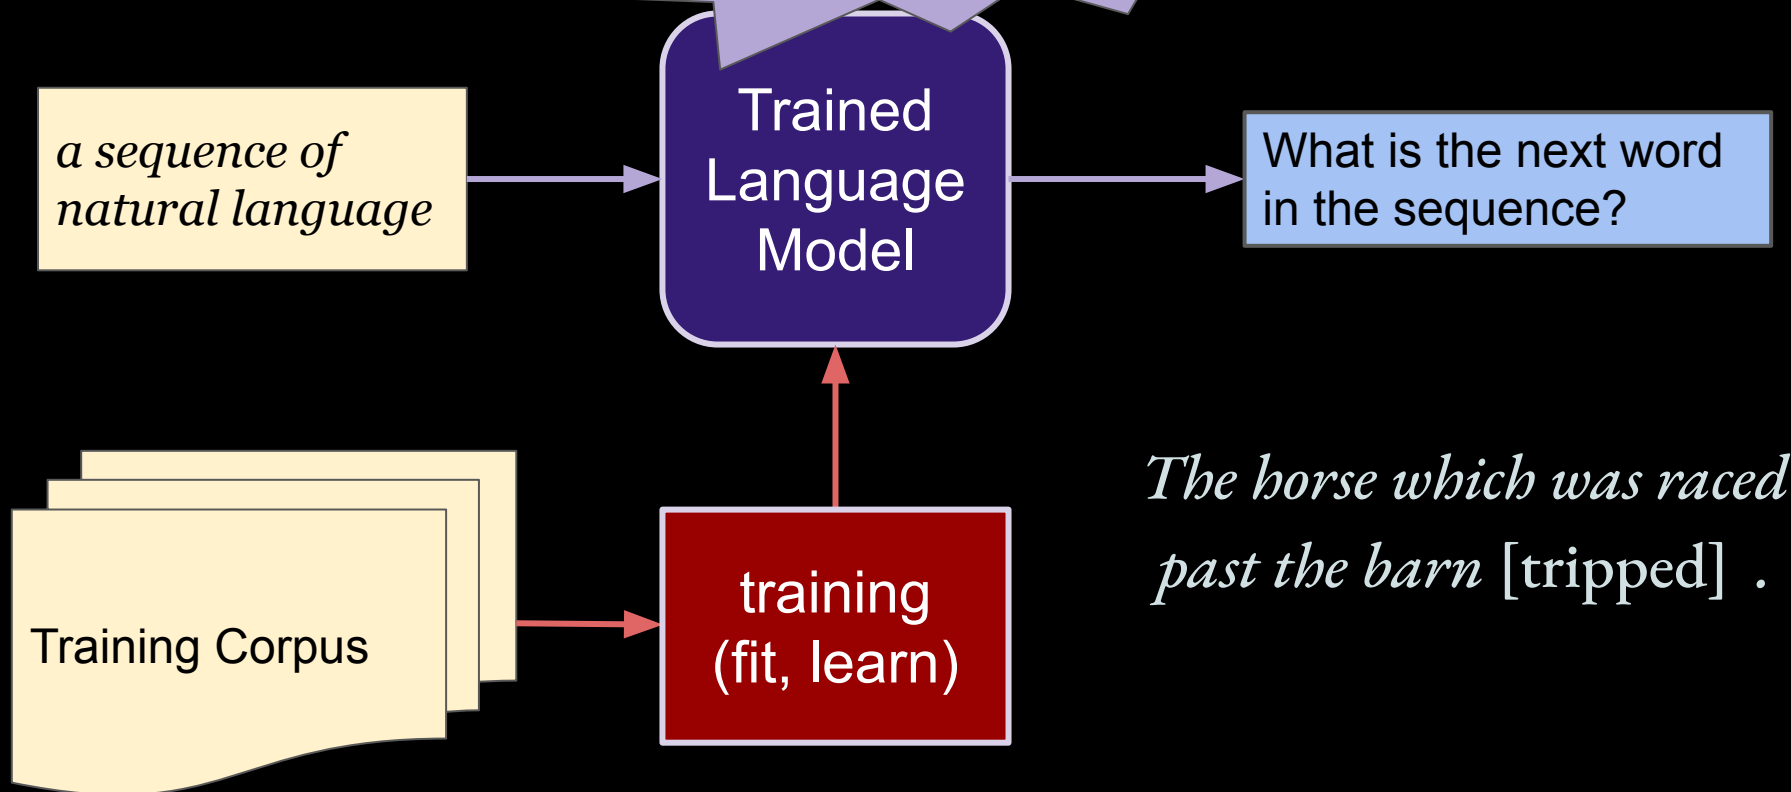 a sequence of
natural language
Trained
Language
Model
What is the next word
in the sequence?
Training Corpus
training
(fit, learn)
The horse which was raced
past the barn [tripped] .